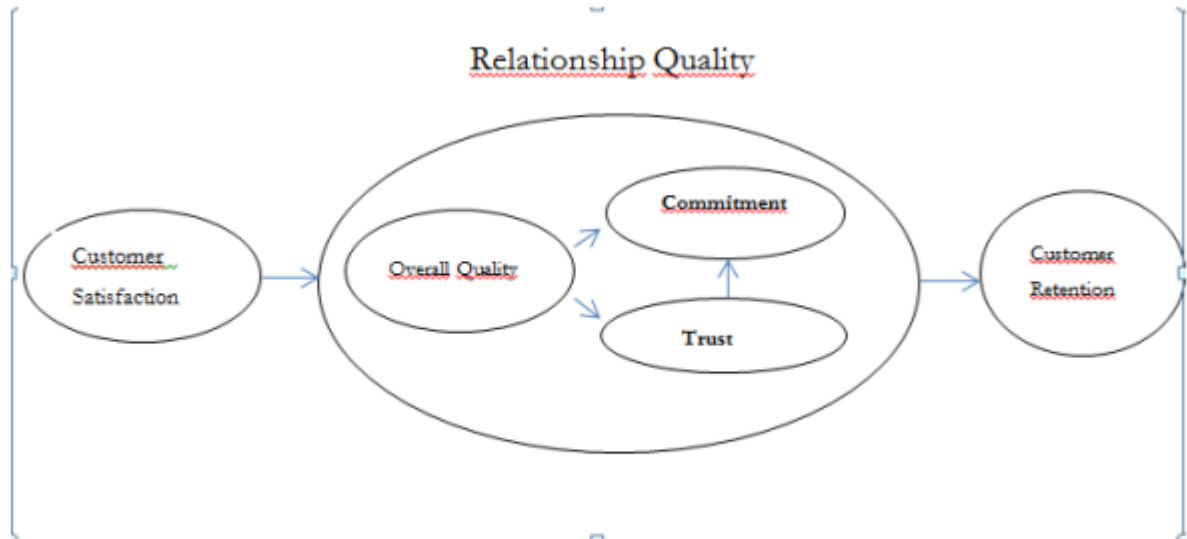 Relationship Quality
Commitment
Customer
Satisfaction
Overall Quality
Trust
Customer
Retention